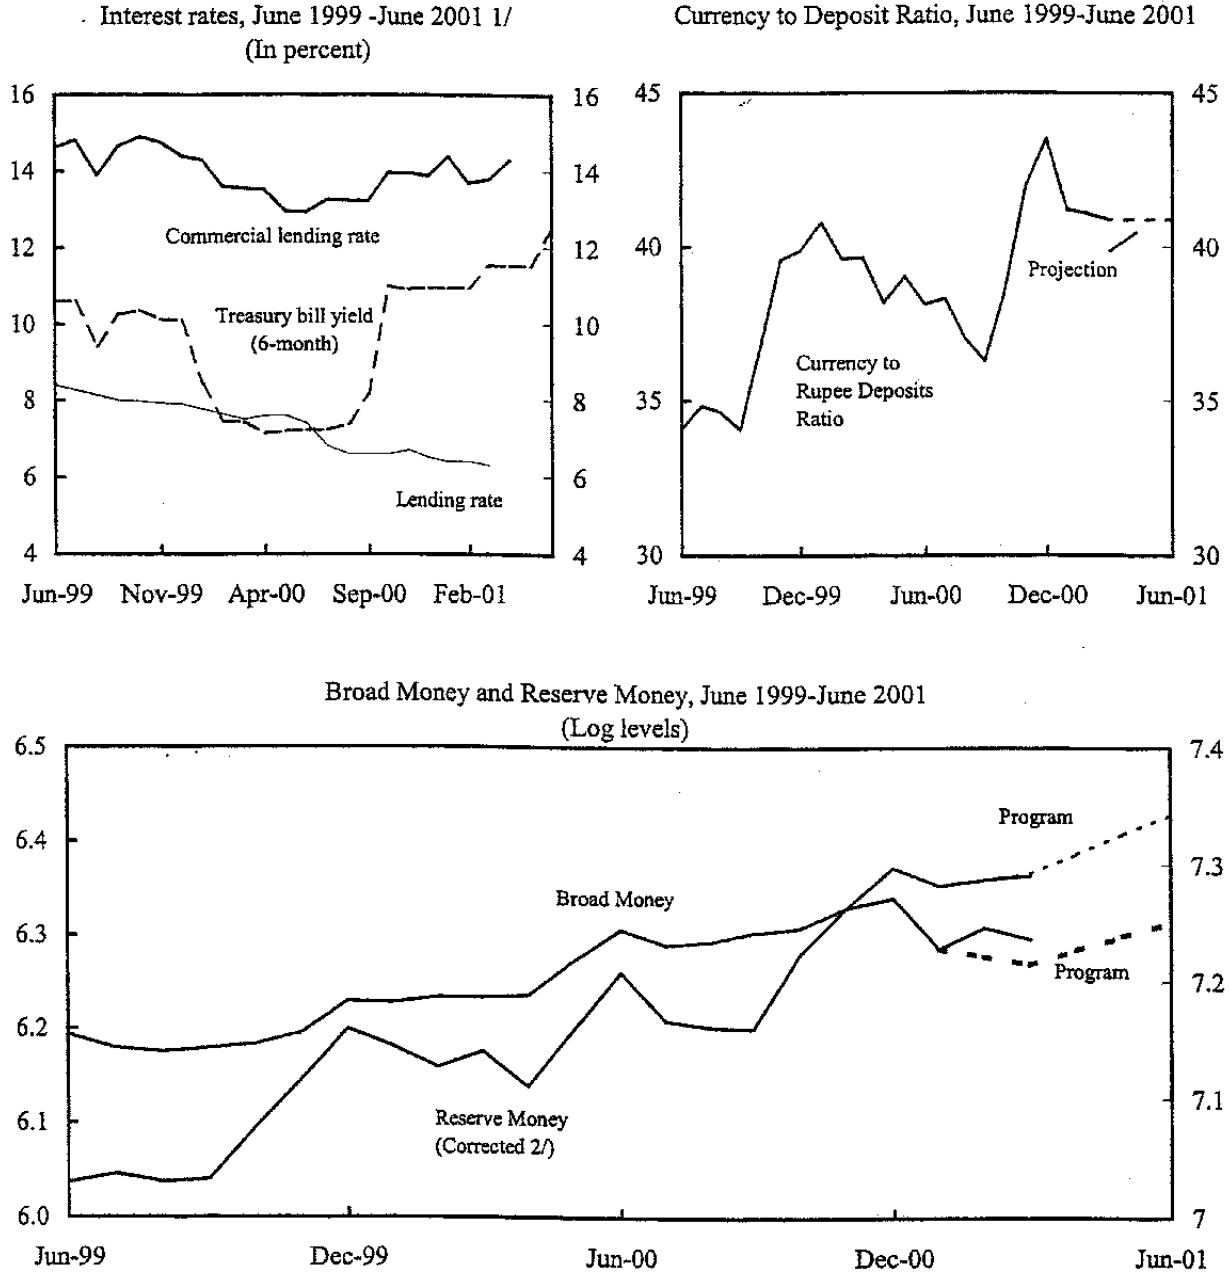 Interest rates, June 1999 -June 2001 1/
(In percent)
16
14
12
10
8
6
4
16
14
12
10
8
6
4
Commercial lending rate
Treasury bill yield
(6-month)
Lending rate
Jun-99 Nov-99 Apr-00 Sep-00 Feb-01
Currency to Deposit Ratio, June 1999-June 2001
45
40
35
30
45
40
35
30
Projection
Currency to
Rupee Deposits
Ratio
Jun-99 Dec-99 Jun-00 Dec-00 Jun-01
Broad Money and Reserve Money, June 1999-June 2001
(Log levels)
6.5
6.4
6.3
6.2
6.1
6.0
7.4
7.3
7.2
7.1
7
Program
Broad Money
Program
Reserve Money
(Corrected 2/)
Jun-99 Dec-99 Jun-00 Dec-00 Jun-01